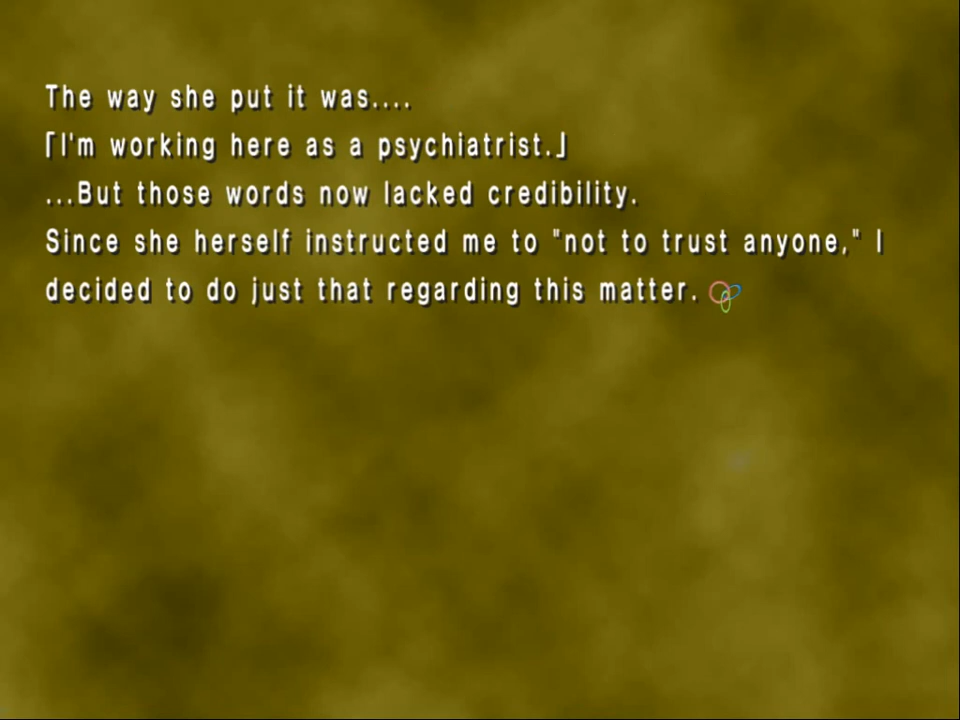 The way she put it was....
｢I'm working here as a psychiatrist.｣
...But those words now lacked credibility.
Since she herself instructed me to "not to trust anyone," I
decided to do just that regarding this matter.